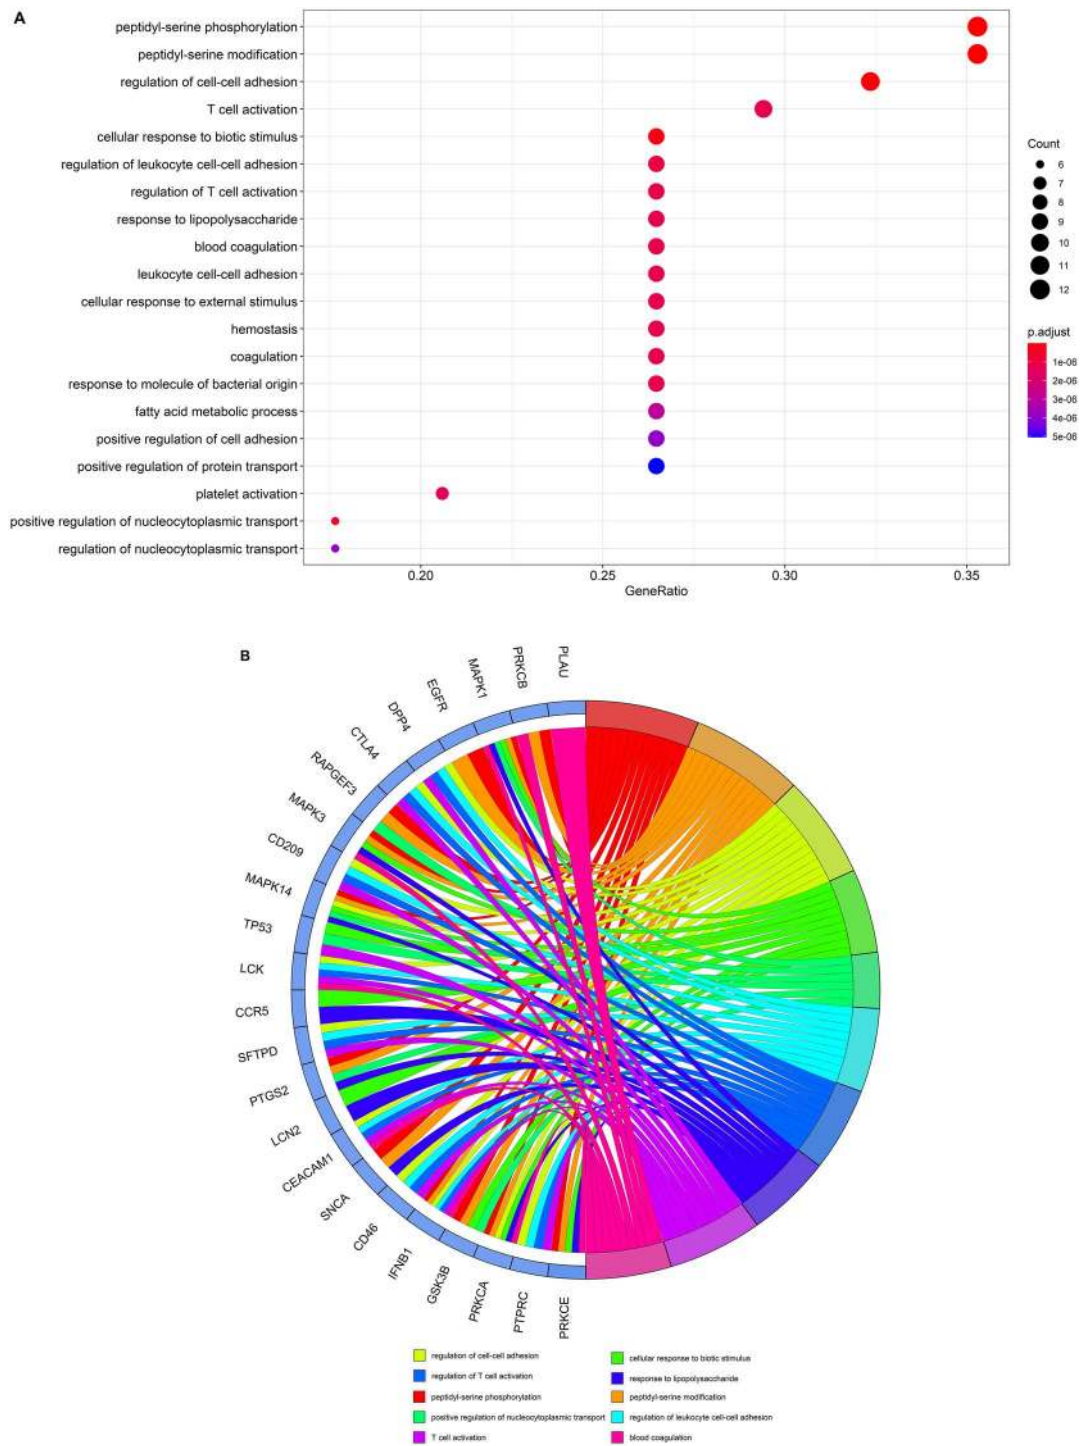 A
peptidyl-serine phosphorylation
peptidyl-serine modification
regulation of cell-cell adhesion
T cell activation
cellular response to biotic stimulus
regulation of leukocyte cell-cell adhesion
regulation of T cell activation
response to lipopolysaccharide
blood coagulation
leukocyte cell-cell adhesion
cellular response to external stimulus
hemostasis
coagulation
response to molecule of bacterial origin
fatty acid metabolic process
positive regulation of cell adhesion
positive regulation of protein transport
platelet activation
positive regulation of nucleocytoplasmic transport
regulation of nucleocytoplasmic transport
0.20 0.25 0.30 0.35
GeneRatio
Count
6
7
8
9
10
11
12
p.adjust
1e-06
2e-06
3e-06
4e-06
5e-06
B
PLAU
PRKCB
MAPK1
EGFR
DPP4
CTLA4
RAPGEF3
MAPK3
CD209
MAPK14
TP53
LCK
CCR5
SFTPD
PTGS2
LCN2
CEACAM1
SNCA
CD46
IFNB1
GSK3B
PRKCA
PTPRC
PRKCE
regulation of cell-cell adhesion
regulation of T cell activation
peptidyl-serine phosphorylation
positive regulation of nucleocytoplasmic transport
T cell activation
cellular response to biotic stimulus
response to lipopolysaccharide
peptidyl-serine modification
regulation of leukocyte cell-cell adhesion
blood coagulation